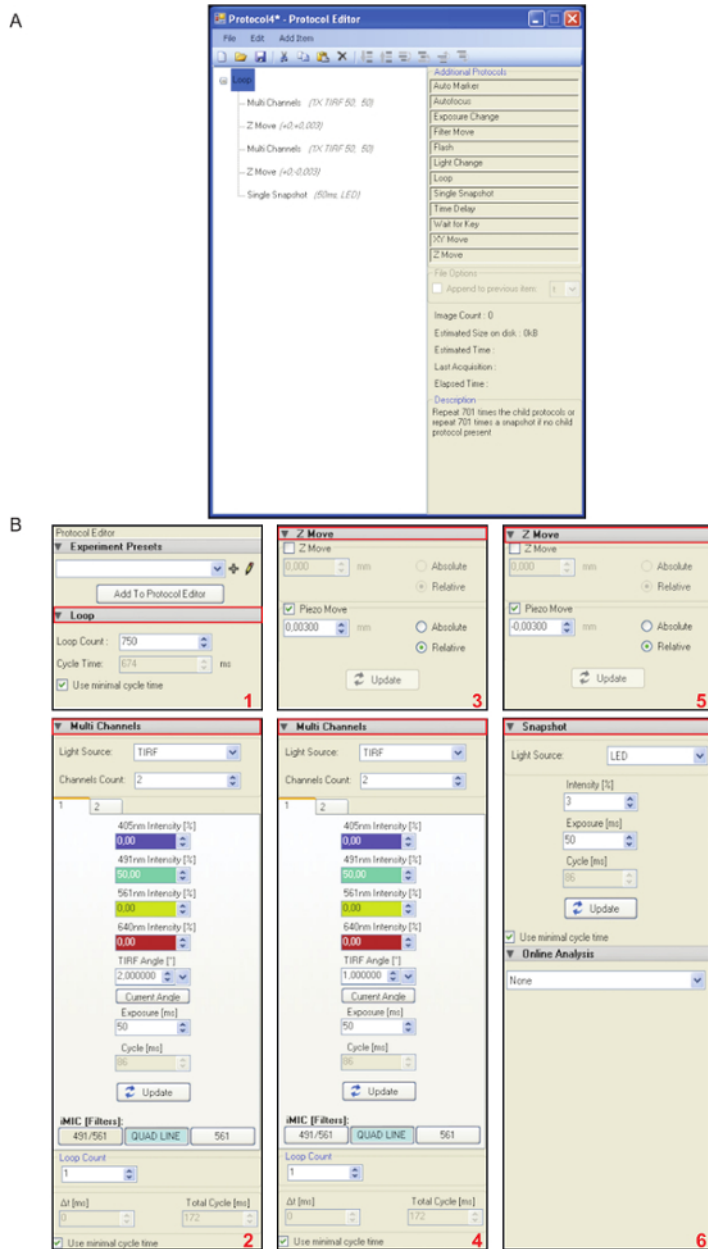 A
Protocol4* - Protocol Editor
File Edit Add Item
Loop
Multi Channels (1X TIRF 50, 50)
Z Move (+0;+0,003)
Multi Channels (1X TIRF 50, 50)
Z Move (+0;-0,003)
Single Snapshot (50ms, LED)
Additional Protocols
Auto Marker
Autofocus
Exposure Change
Filter Move
Flash
Light Change
Loop
Single Snapshot
Time Delay
Wait for Key
XY Move
Z Move
File Options
Append to previous item: 1
Image Count : 0
Estimated Size on disk : 0kB
Estimated Time :
Last Acquisition :
Elapsed Time :
Description
Repeat 701 times the child protocols or
repeat 701 times a snapshot if no child
protocol present
B
Protocol Editor
Experiment Presets
Add To Protocol Editor
Loop
Loop Count : 750
Cycle Time: 674 ms
Use minimal cycle time
1
Multi Channels
Light Source: TIRF
Channels Count: 2
1 2
405nm Intensity [%]
0,00
491nm Intensity [%]
50,00
561nm Intensity [%]
0,00
640nm Intensity [%]
0,00
TIRF Angle [°]
2,000000
Current Angle
Exposure [ms]
50
Cycle [ms]
86
Update
iMIC [Filters]:
491/561 QUAD LINE 561
Loop Count
1
Δt [ms] Total Cycle [ms]
0 172
Use minimal cycle time
2
Z Move
Z Move
0,000 mm Absolute
Relative
Piezo Move
0,00300 mm Absolute
Relative
Update
3
Multi Channels
Light Source: TIRF
Channels Count: 2
1 2
405nm Intensity [%]
0,00
491nm Intensity [%]
50,00
561nm Intensity [%]
0,00
640nm Intensity [%]
0,00
TIRF Angle [°]
1,000000
Current Angle
Exposure [ms]
50
Cycle [ms]
86
Update
iMIC [Filters]:
491/561 QUAD LINE 561
Loop Count
1
Δt [ms] Total Cycle [ms]
0 172
Use minimal cycle time
4
Z Move
Z Move
0,000 mm Absolute
Relative
Piezo Move
-0,00300 mm Absolute
Relative
Update
5
Snapshot
Light Source: LED
Intensity [%]
3
Exposure [ms]
50
Cycle [ms]
86
Update
Use minimal cycle time
Online Analysis
None
6